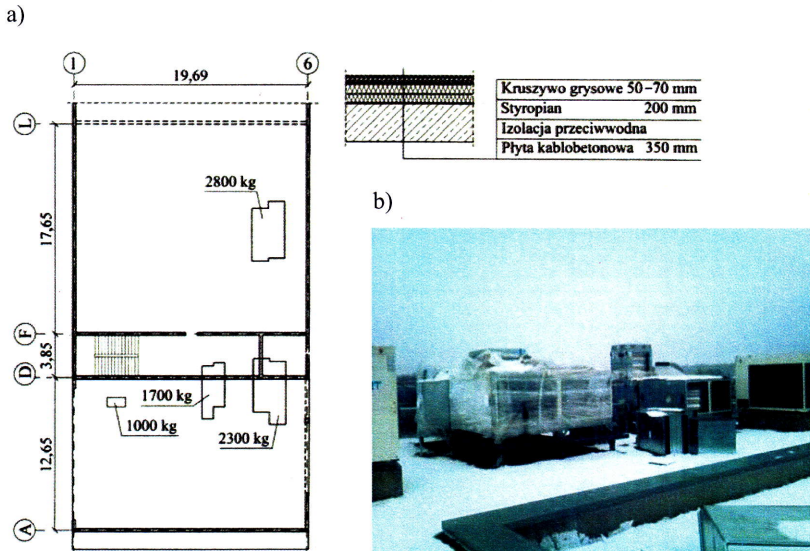 a)
1
6
19,69
L
17,65
F
3,85
D
12,65
A
2800 kg
1700 kg
1000 kg
2300 kg
Kruszywo grysowe 50–70 mm
Styropian 200 mm
Izolacja przeciwwodna
Płyta kablobetonowa 350 mm
b)